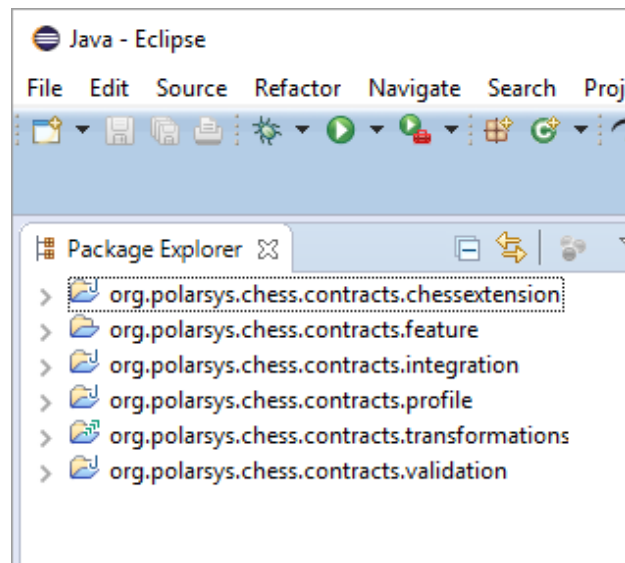 Java - Eclipse
File Edit Source Refactor Navigate Search Proj
Package Explorer
org.polarsys.chess.contracts.chessextension
org.polarsys.chess.contracts.feature
org.polarsys.chess.contracts.integration
org.polarsys.chess.contracts.profile
org.polarsys.chess.contracts.transformations
org.polarsys.chess.contracts.validation